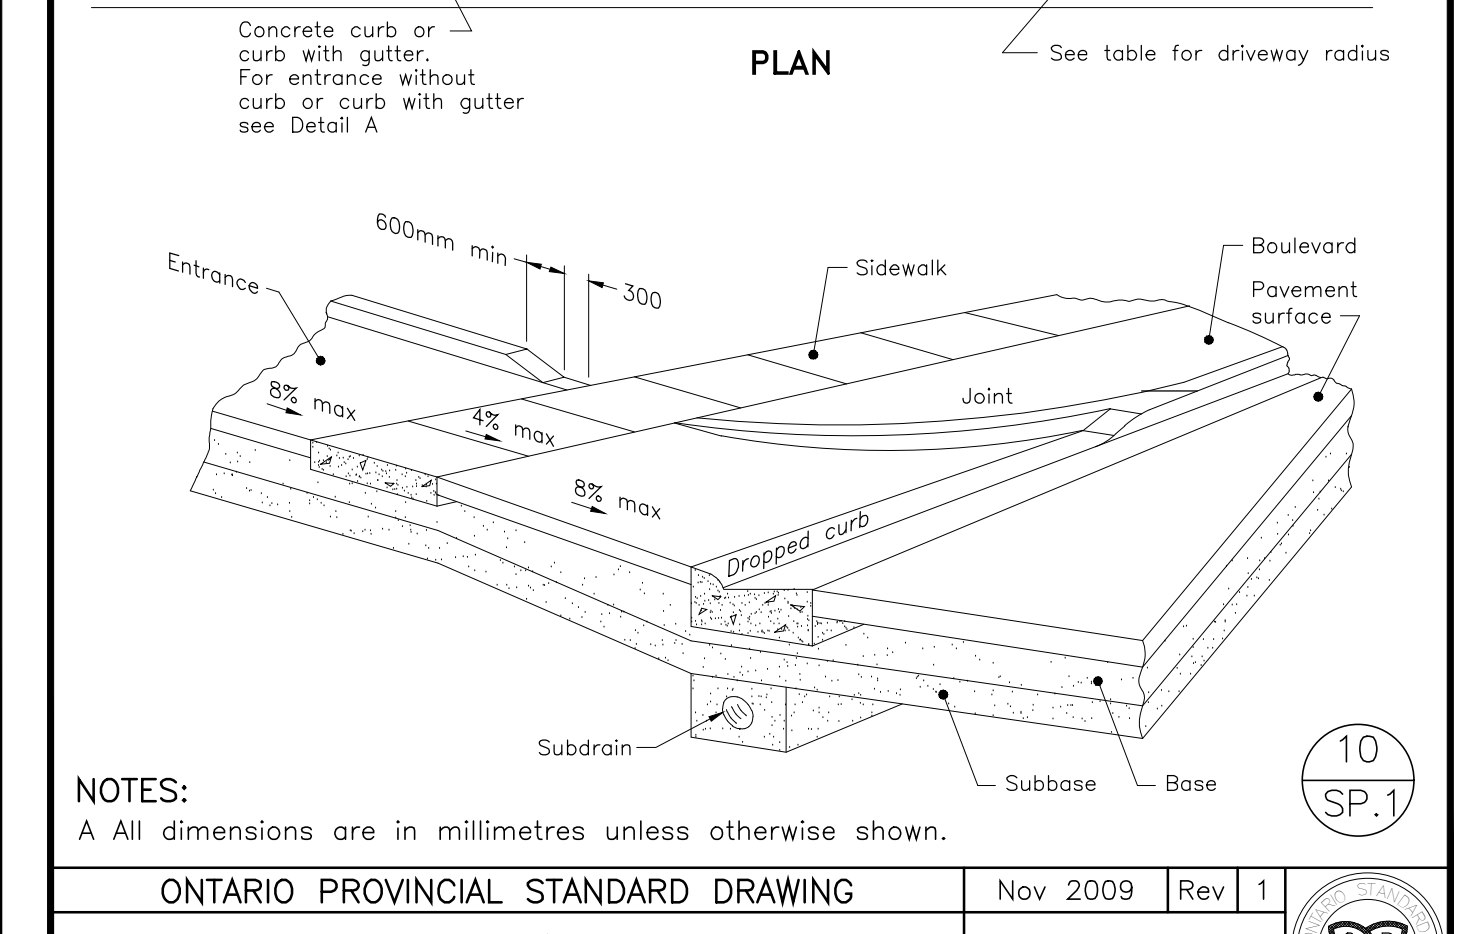 Concrete curb or
curb with gutter.
For entrance without
curb or curb with gutter
see Detail A
PLAN
See table for driveway radius
600mm min
300
Entrance
Sidewalk
Boulevard
Pavement
surface
8% max
4% max
8% max
Joint
Dropped curb
Subdrain
Subbase
Base
10
SP.1
NOTES:
A All dimensions are in millimetres unless otherwise shown.
ONTARIO PROVINCIAL STANDARD DRAWING
Nov 2009
Rev
1
ONTARIO STANDARD